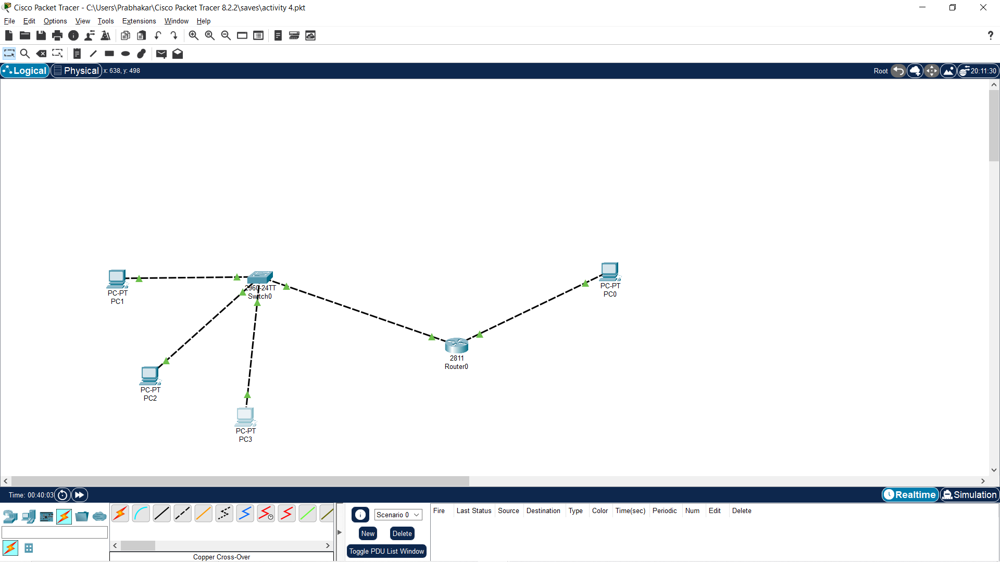 Cisco Packet Tracer - C:\Users\Prabhakar\Cisco Packet Tracer 8.2.2\saves\activity 4.pkt
File Edit Options View Tools Extensions Window Help
?
Logical Physical x: 638, y: 498 Root 20:11:30
PC-PT
PC1
2960-24TT
Switch0
PC-PT
PC0
2811
Router0
PC-PT
PC2
PC-PT
PC3
Time: 00:40:03 Realtime Simulation
Scenario 0
New Delete
Toggle PDU List Window
Fire Last Status Source Destination Type Color Time(sec) Periodic Num Edit Delete
Copper Cross-Over